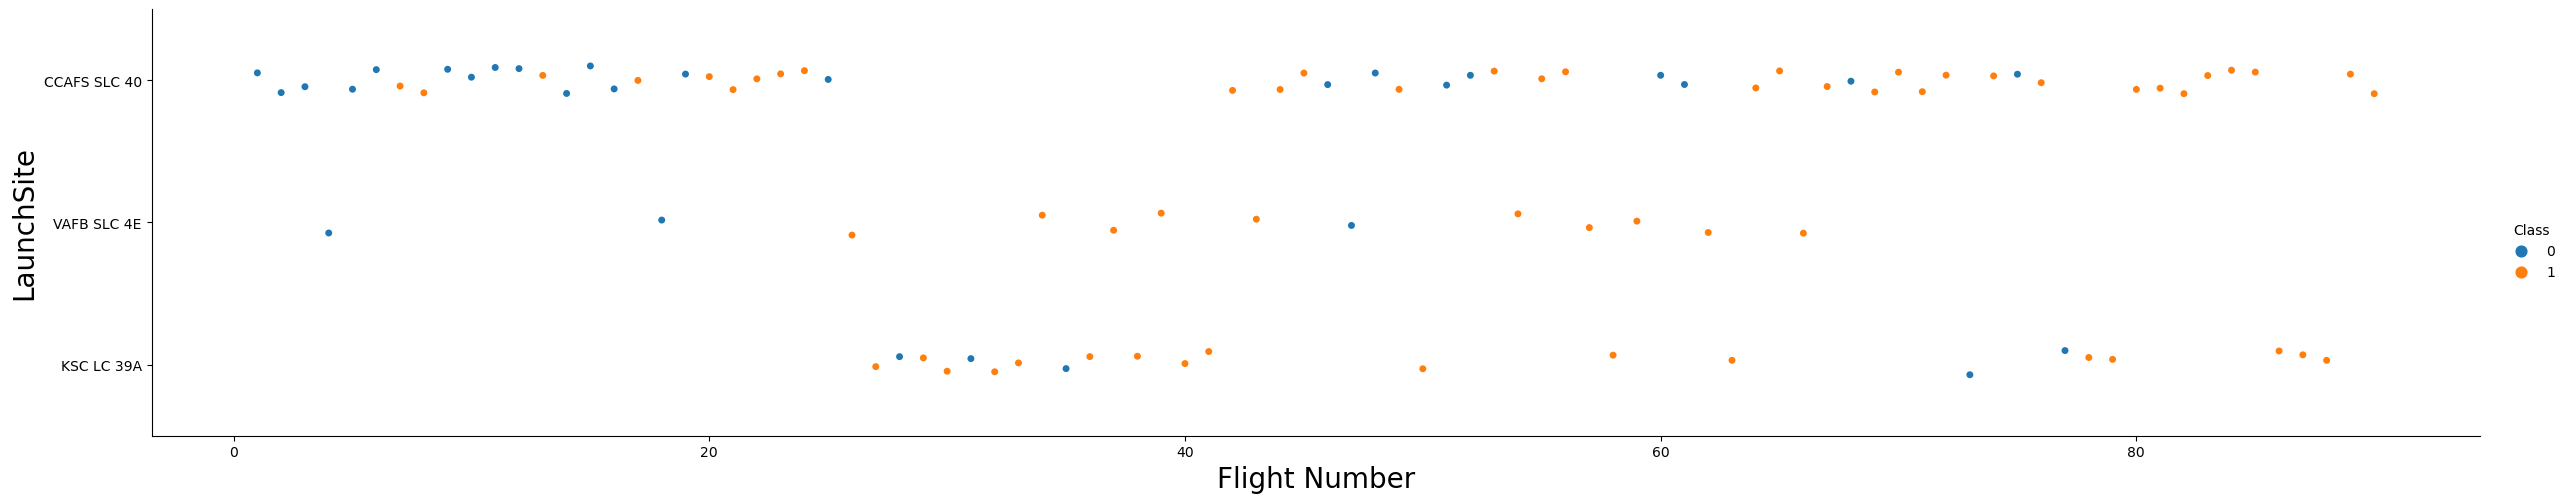 LaunchSite
CCAFS SLC 40
VAFB SLC 4E
KSC LC 39A
0 20 40 60 80
Flight Number
Class
0
1